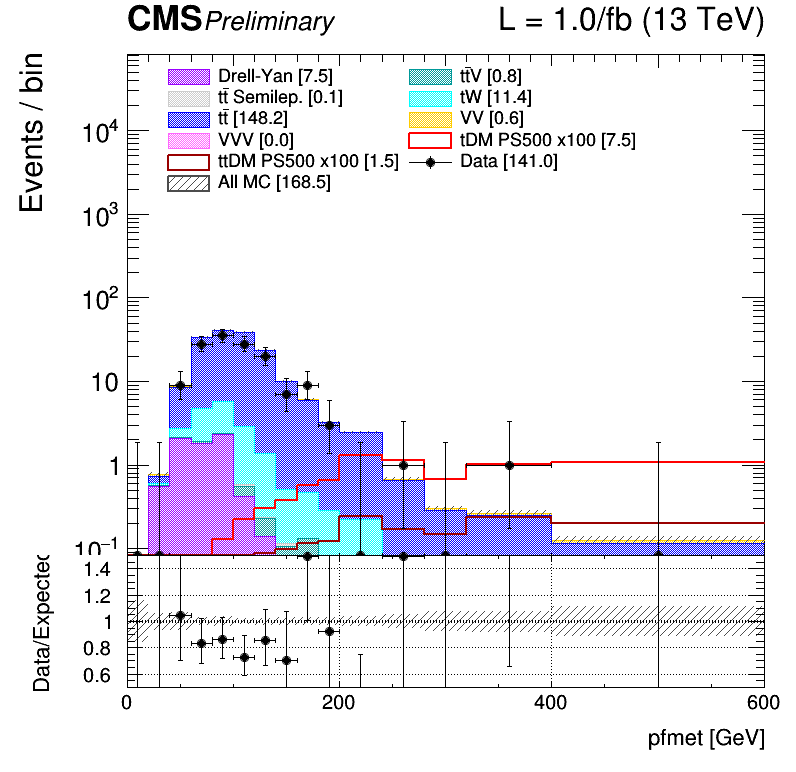 CMS Preliminary L = 1.0/fb (13 TeV)
Events / bin
Drell-Yan [7.5]
tt̄ Semilep. [0.1]
tt̄ [148.2]
VVV [0.0]
ttDM PS500 x100 [1.5]
All MC [168.5]
tt̄V [0.8]
tW [11.4]
VV [0.6]
tDM PS500 x100 [7.5]
Data [141.0]
10⁴
10³
10²
10
1
10⁻¹
Data/Expected
1.4
1.2
1
0.8
0.6
0 200 400 600
pfmet [GeV]